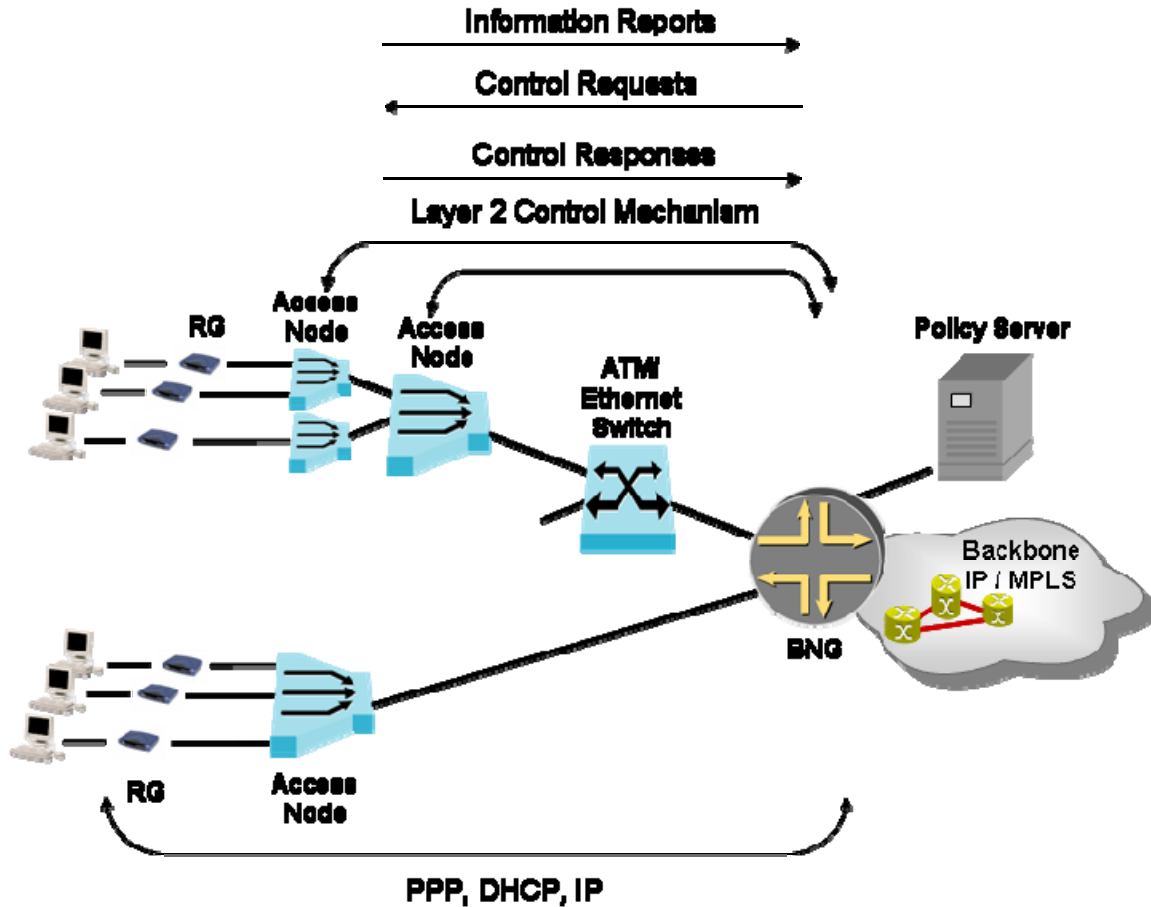 Information Reports
Control Requests
Control Responses
Layer 2 Control Mechanism
Access
Node
RG
Access
Node
Policy Server
ATM/
Ethernet
Switch
Backbone
IP / MPLS
BNG
RG
Access
Node
PPP, DHCP, IP